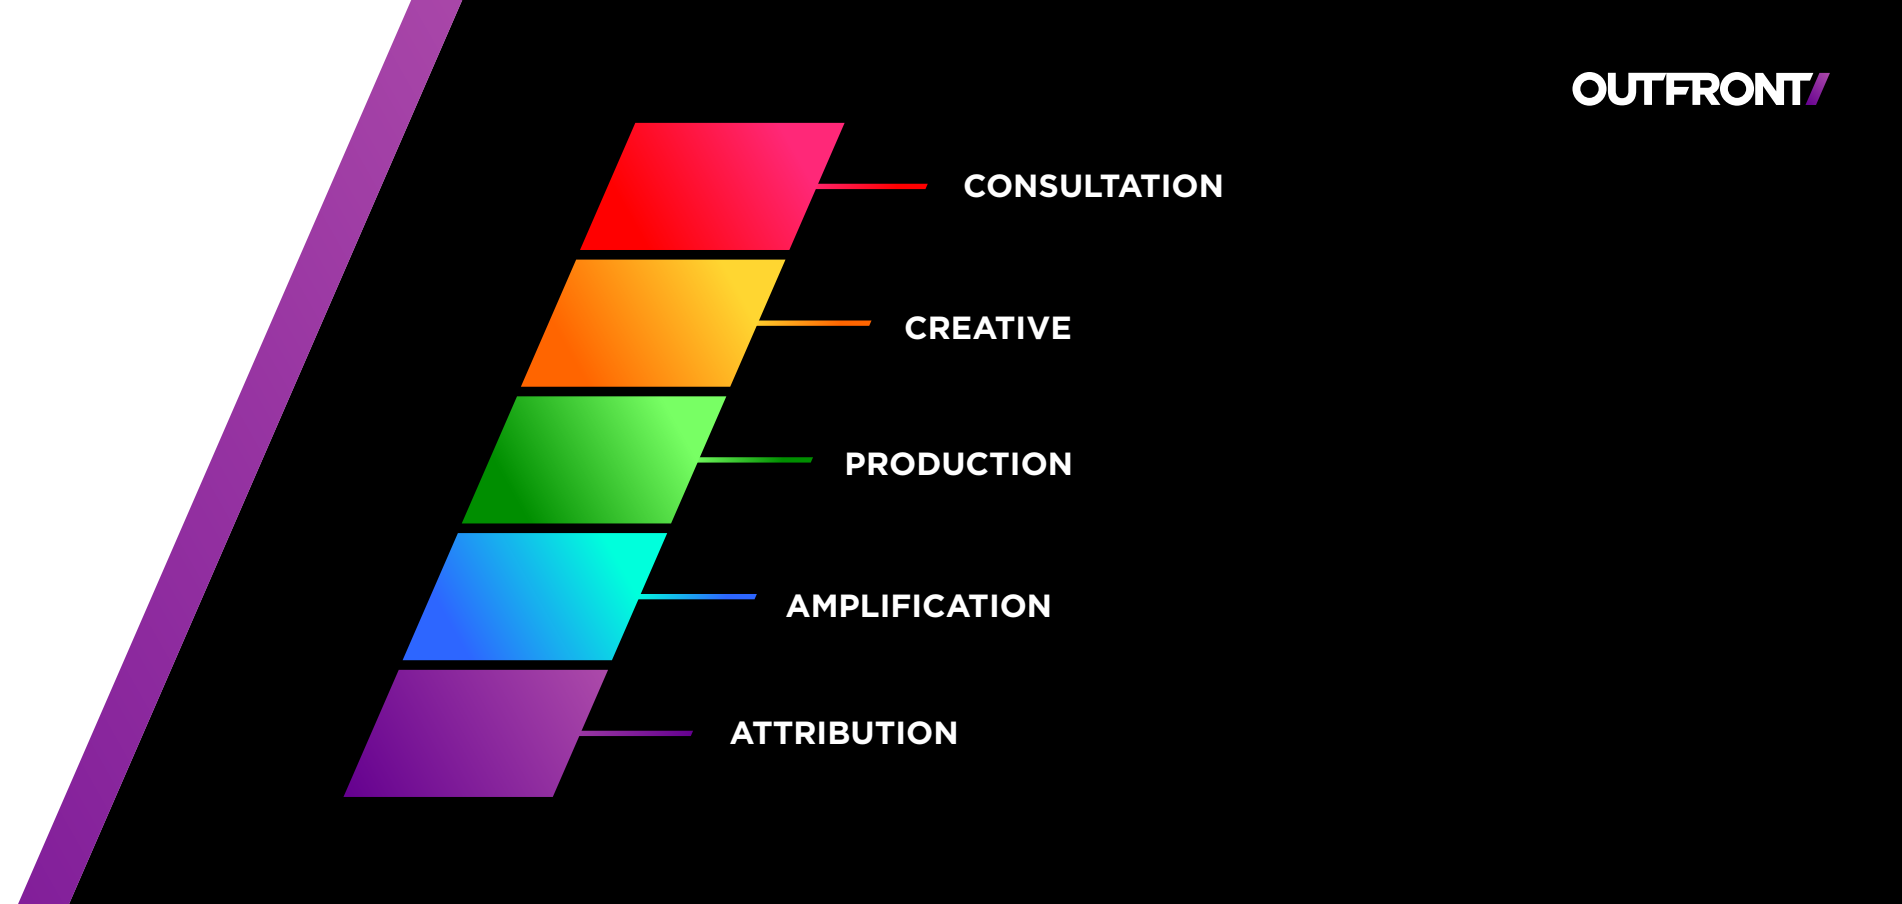 OUTFRONT/
CONSULTATION
CREATIVE
PRODUCTION
AMPLIFICATION
ATTRIBUTION